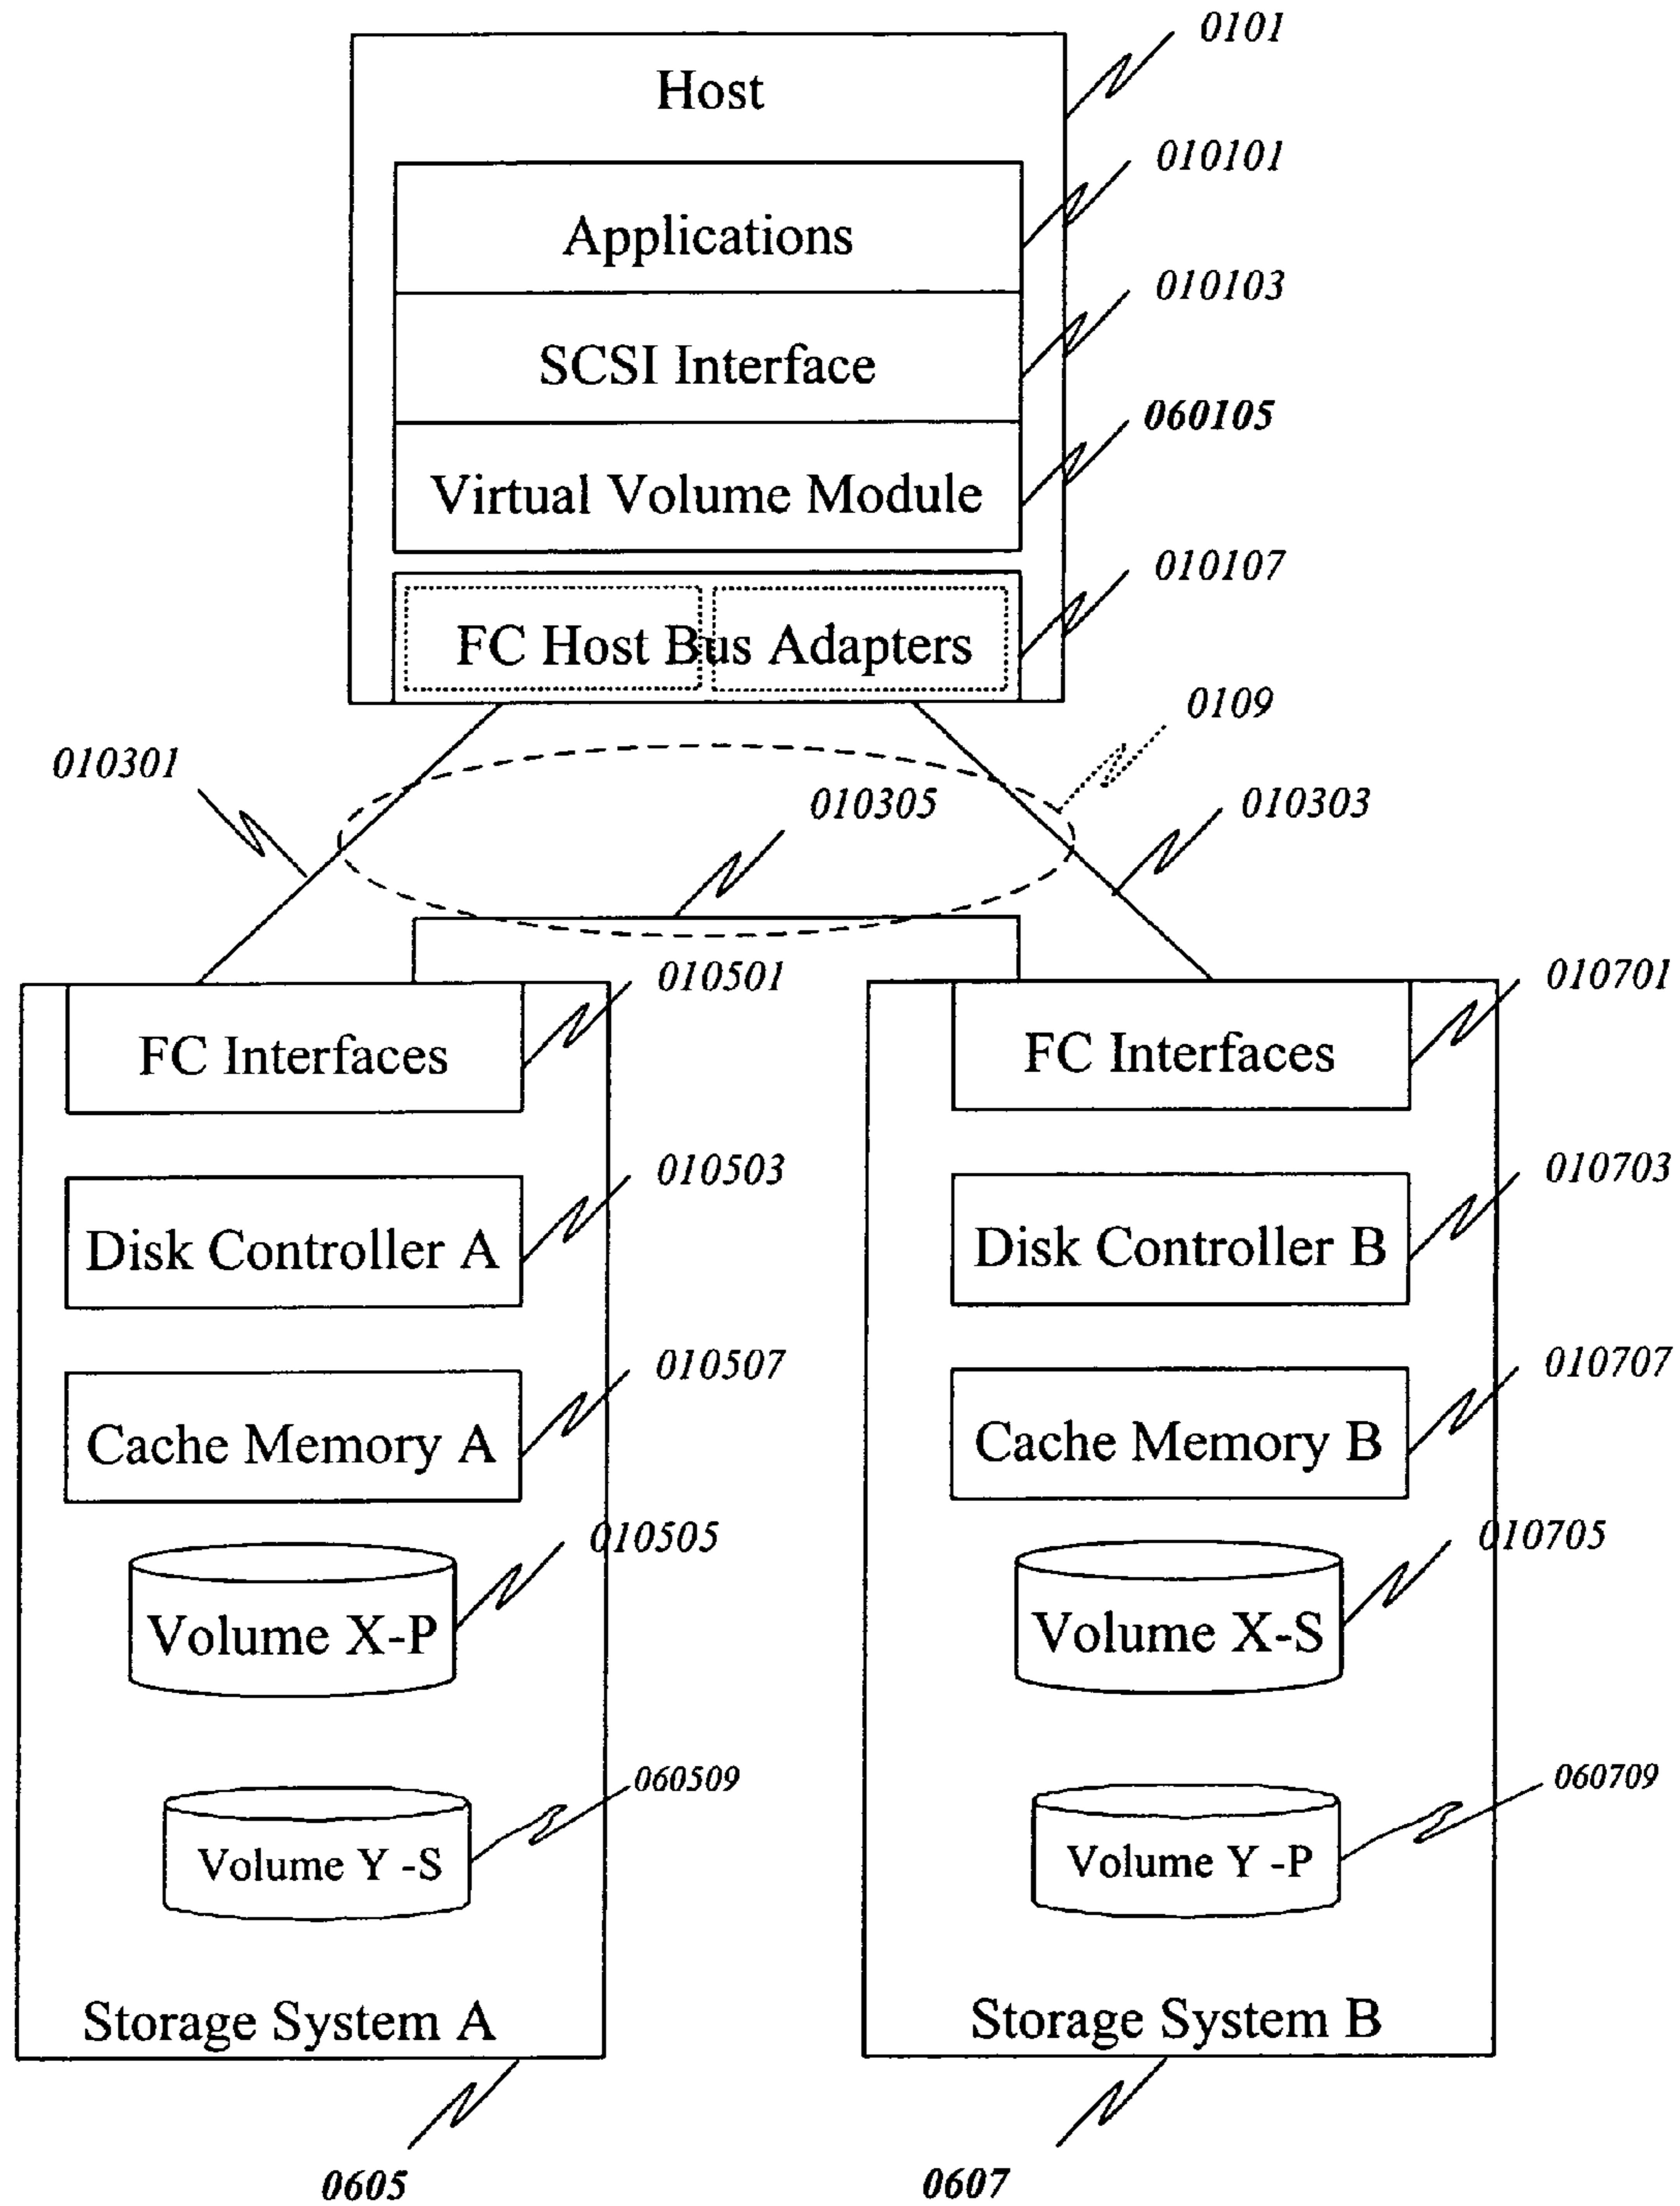 0101
Host
010101
Applications
010103
SCSI Interface
060105
Virtual Volume Module
010107
FC Host Bus Adapters
0109
010301
010305
010303
010501
010701
FC Interfaces
FC Interfaces
010503
010703
Disk Controller A
Disk Controller B
010507
010707
Cache Memory A
Cache Memory B
010505
010705
Volume X-P
Volume X-S
060509
060709
Volume Y -S
Volume Y -P
Storage System A
Storage System B
0605
0607